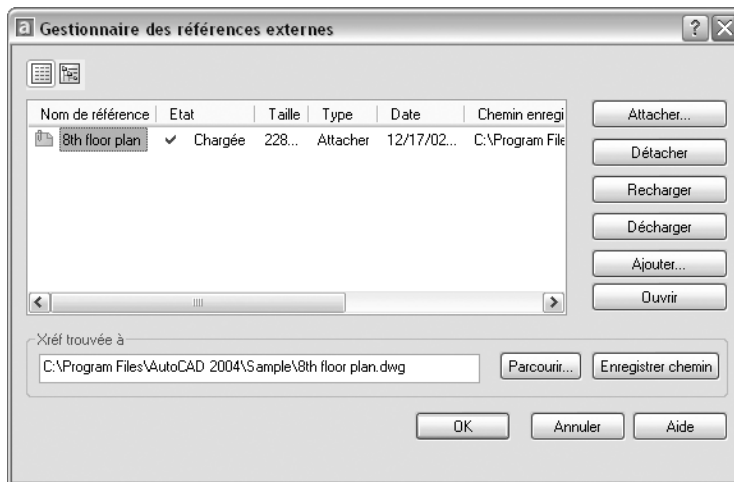 Gestionnaire des références externes
Nom de référence Etat Taille Type Date Chemin enregi
8th floor plan Chargée 228... Attacher 12/17/02... C:\Program File
Attacher...
Détacher
Recharger
Décharger
Ajouter...
Ouvrir
Xréf trouvée à
C:\Program Files\AutoCAD 2004\Sample\8th floor plan.dwg Parcourir... Enregistrer chemin
OK Annuler Aide